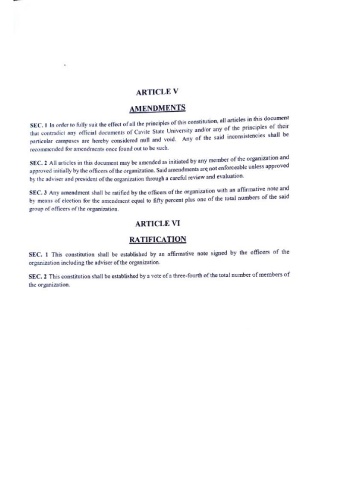 ARTICLE V
AMENDMENTS
SEC. 1 In order to fully suit the effect of all the principles of this constitution, all articles in this document
that contradict any official documents of Cavite State University and/or any of the principles of their
particular campuses are hereby considered null and void. Any of the said inconsistencies shall be
recommended for amendments once found out to be such.
SEC. 2 All articles in this document may be amended as initiated by any member of the organization and
approved initially by the officers of the organization. Said amendments are not enforceable unless approved
by the adviser and president of the organization through a careful review and evaluation.
SEC. 3 Any amendment shall be ratified by the officers of the organization with an affirmative note and
by means of election for the amendment equal to fifty percent plus one of the total numbers of the said
group of officers of the organization.
ARTICLE VI
RATIFICATION
SEC. 1 This constitution shall be established by an affirmative note signed by the officers of the
organization including the adviser of the organization.
SEC. 2 This constitution shall be established by a vote of a three-fourth of the total number of members of
the organization.